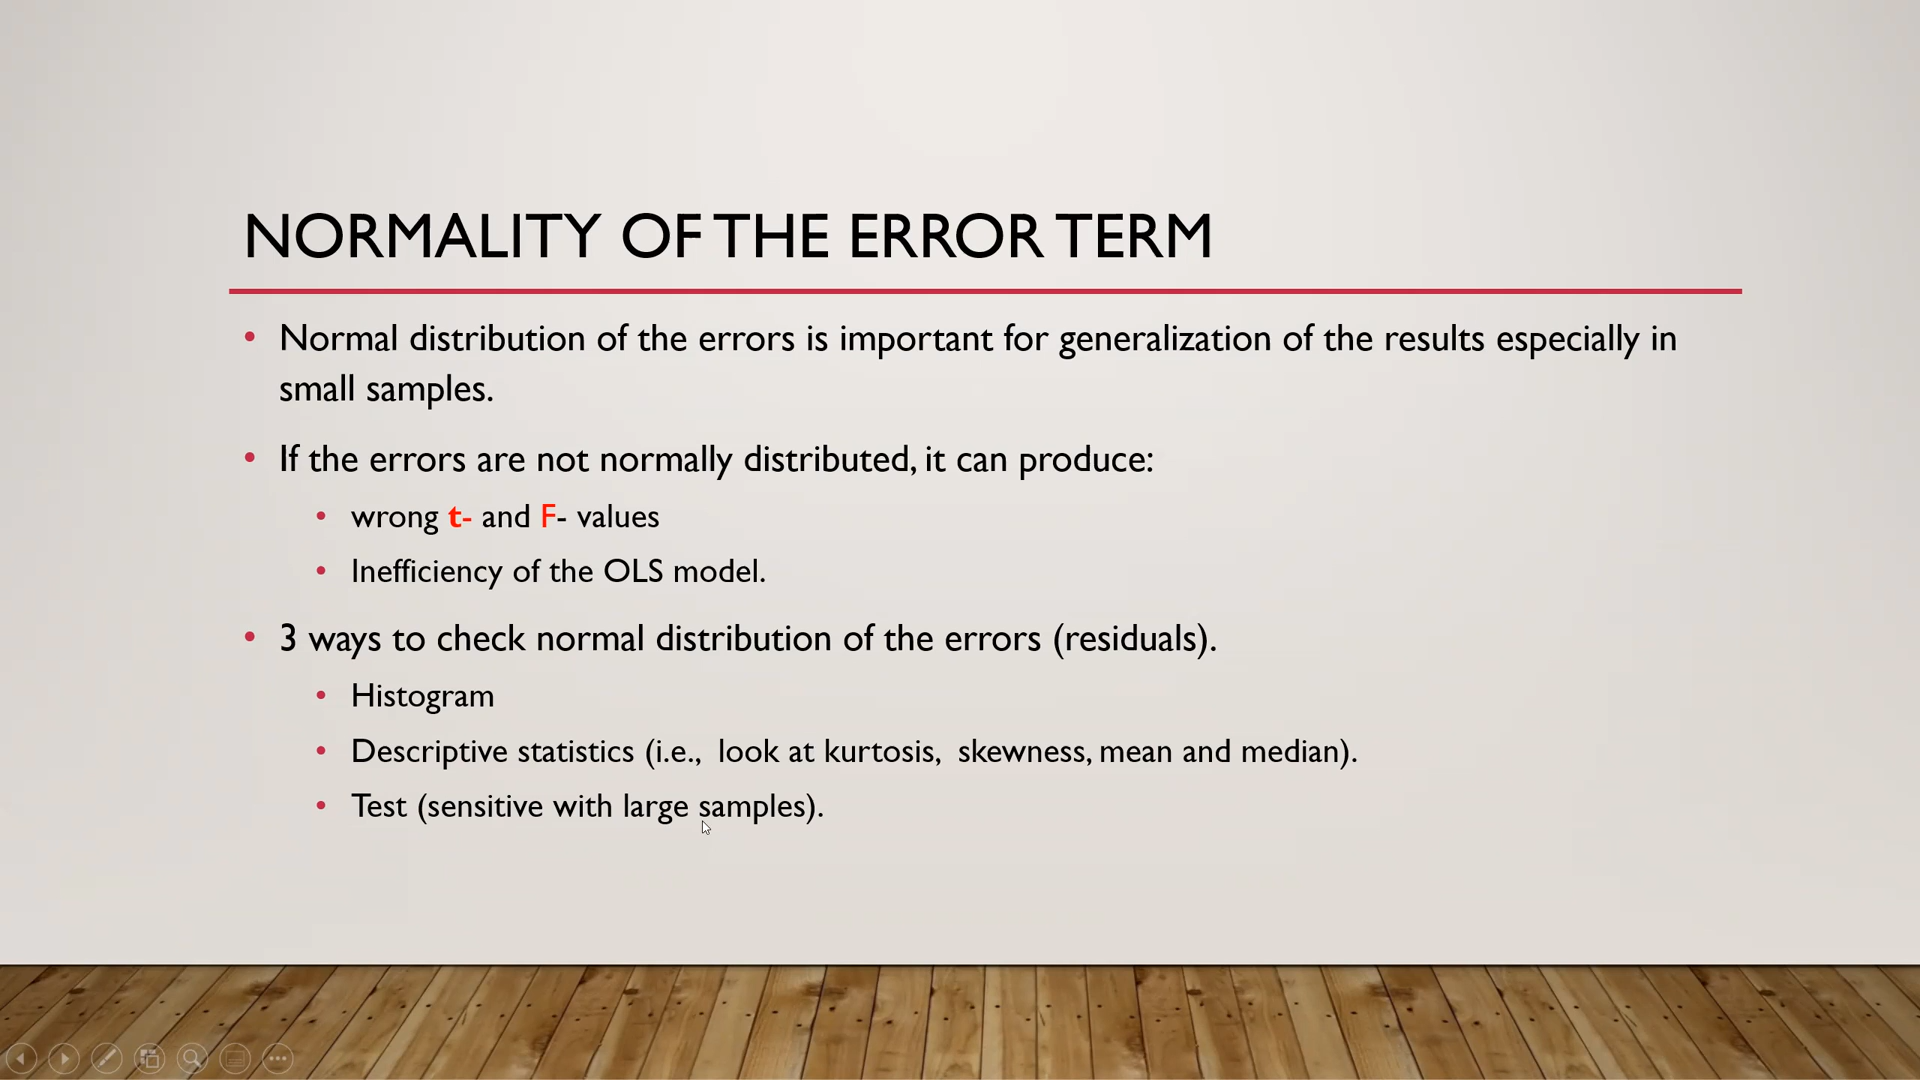 NORMALITY OF THE ERROR TERM
• Normal distribution of the errors is important for generalization of the results especially in
small samples.
• If the errors are not normally distributed, it can produce:
• wrong t- and F- values
• Inefficiency of the OLS model.
• 3 ways to check normal distribution of the errors (residuals).
• Histogram
• Descriptive statistics (i.e., look at kurtosis, skewness, mean and median).
• Test (sensitive with large samples).